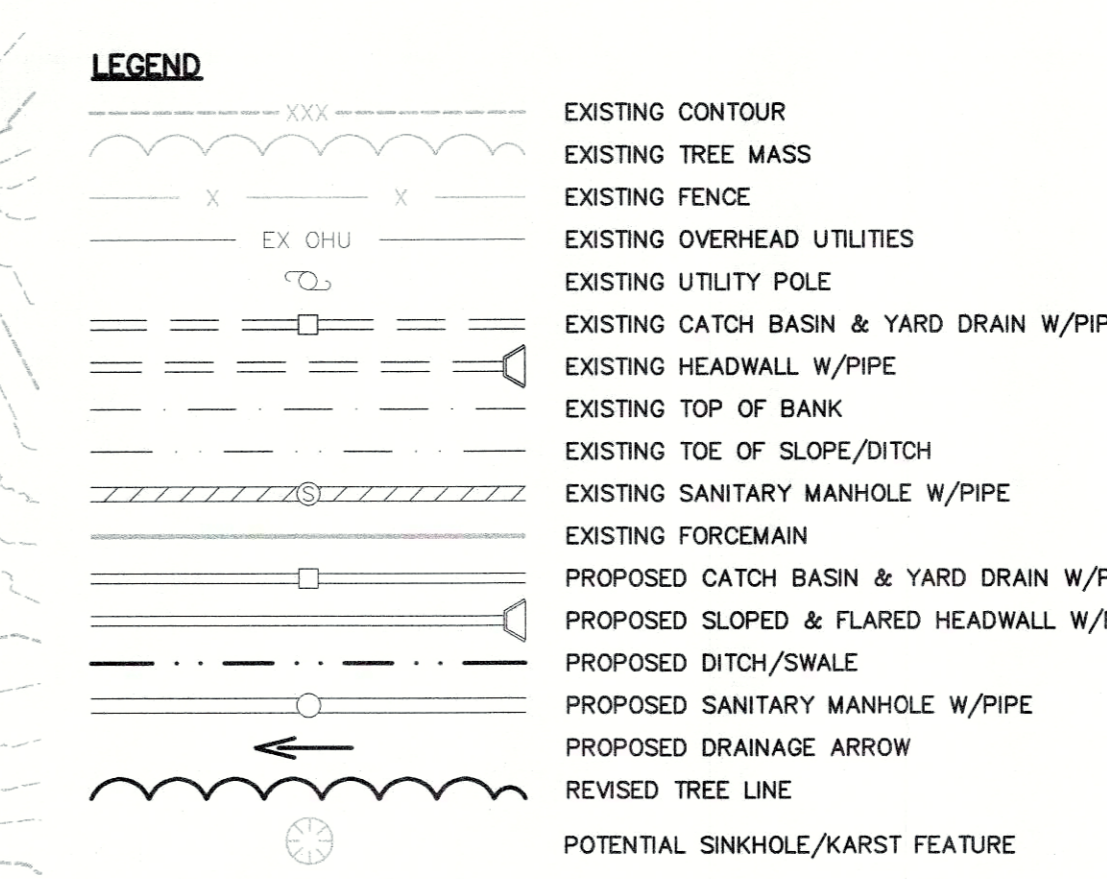 LEGEND
XXX EXISTING CONTOUR
EXISTING TREE MASS
X X EXISTING FENCE
EX OHU EXISTING OVERHEAD UTILITIES
EXISTING UTILITY POLE
EXISTING CATCH BASIN & YARD DRAIN
EXISTING HEADWALL W/PIPE
EXISTING TOP OF BANK
EXISTING TOE OF SLOPE/DITCH
S EXISTING SANITARY MANHOLE W/PIPE
EXISTING FORCEMAIN
PROPOSED CATCH BASIN & YARD DRAIN
PROPOSED SLOPED & FLARED HEADWALL
PROPOSED DITCH/SWALE
PROPOSED SANITARY MANHOLE W/PIPE
PROPOSED DRAINAGE ARROW
REVISED TREE LINE
POTENTIAL SINKHOLE/KARST FEATURE